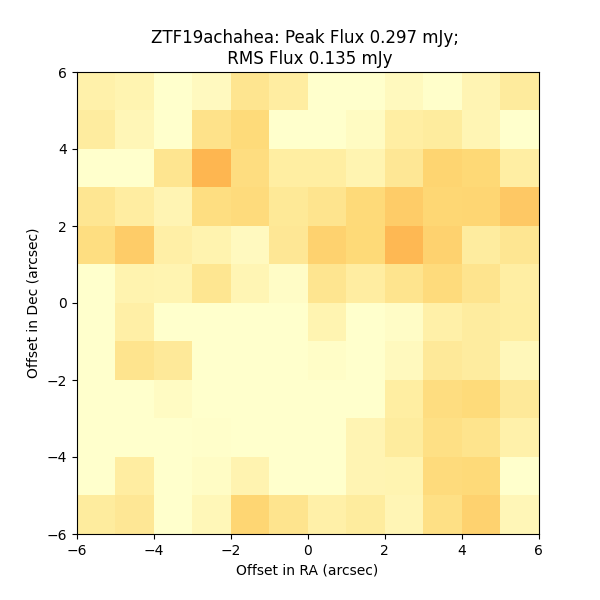 ZTF19achahea: Peak Flux 0.297 mJy;
RMS Flux 0.135 mJy
6
4
2
0
−2
−4
−6
Offset in Dec (arcsec)
−6 −4 −2 0 2 4 6
Offset in RA (arcsec)